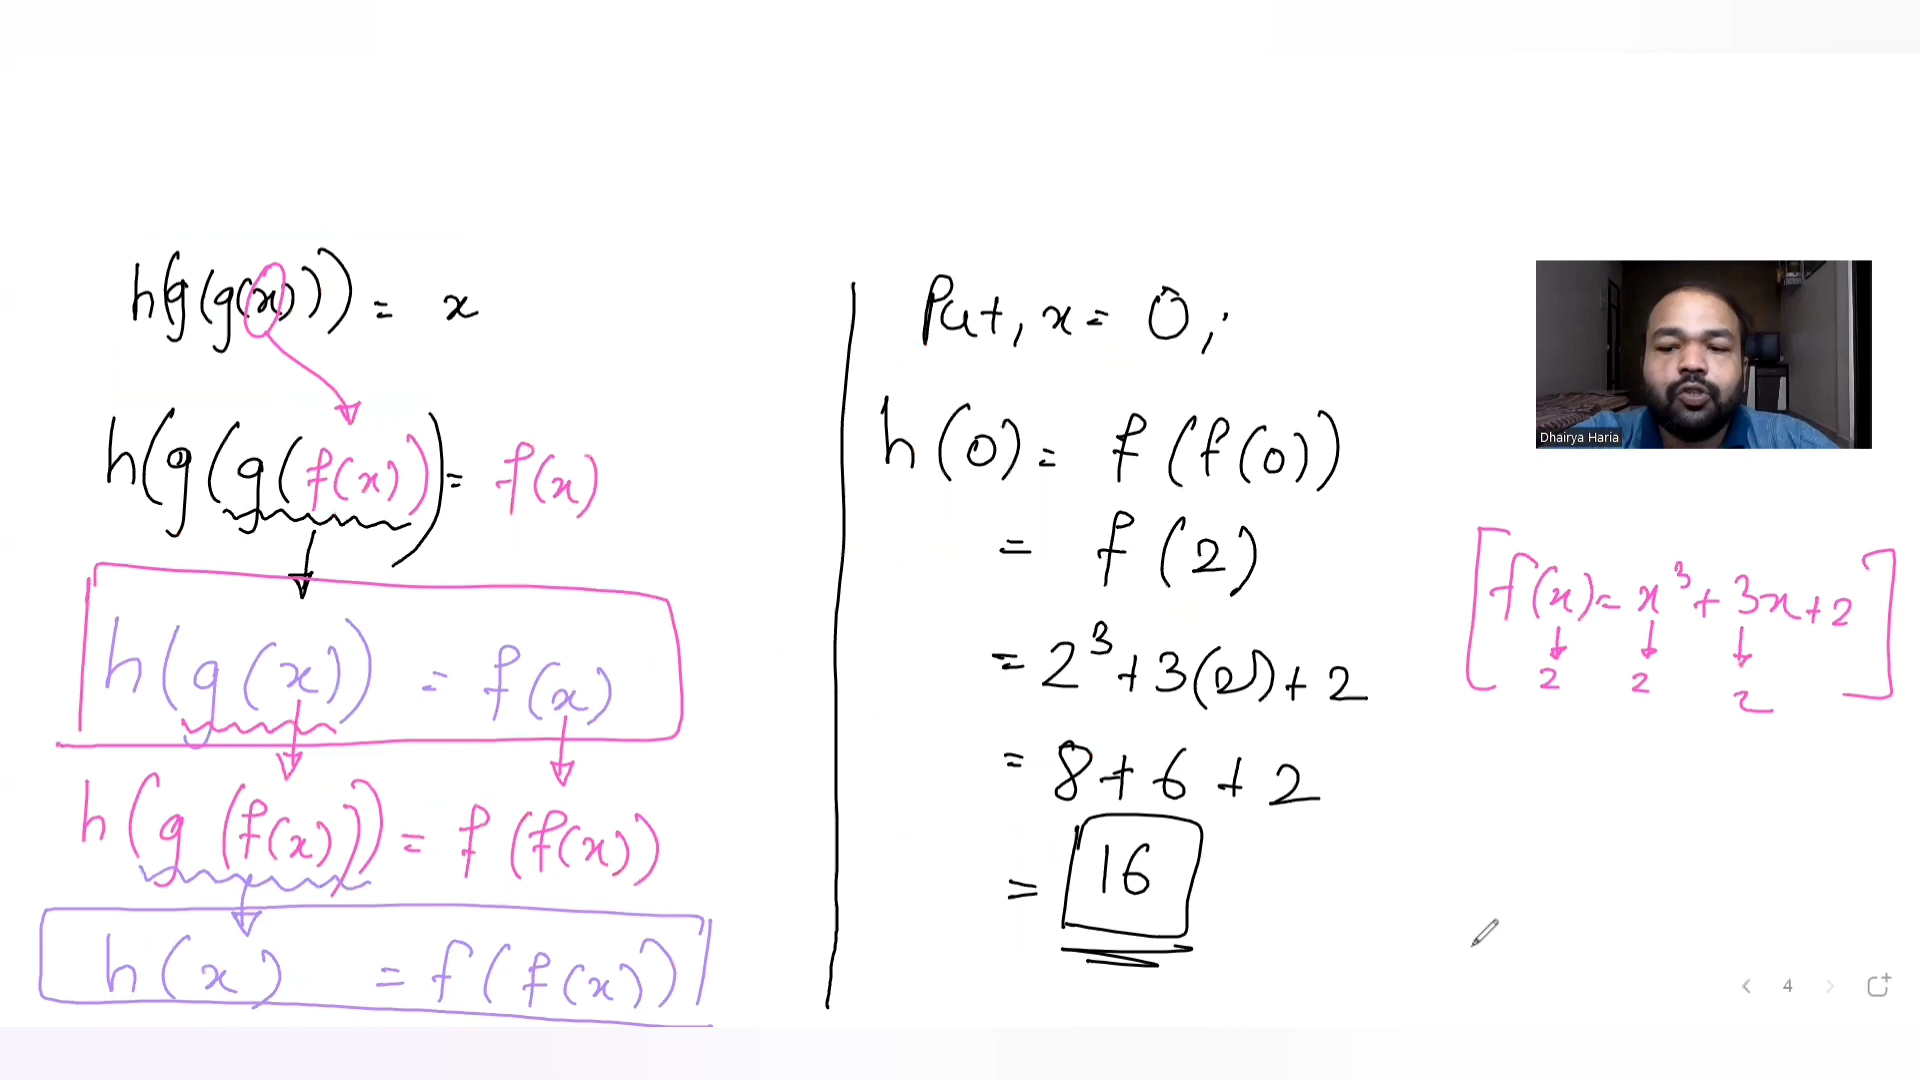 h(g(g(x))) = x
h(g(g(f(x)))) = f(x)
h(g(x)) = f(x)
h(g(f(x))) = f(f(x))
h(x) = f(f(x))
Put, x = 0;
h(0) = f(f(0))
= f(2)
= 2³ + 3(2) + 2
= 8 + 6 + 2
= 16
Dhairya Haria
[f(x) = x³ + 3x + 2]
2 2 2
4